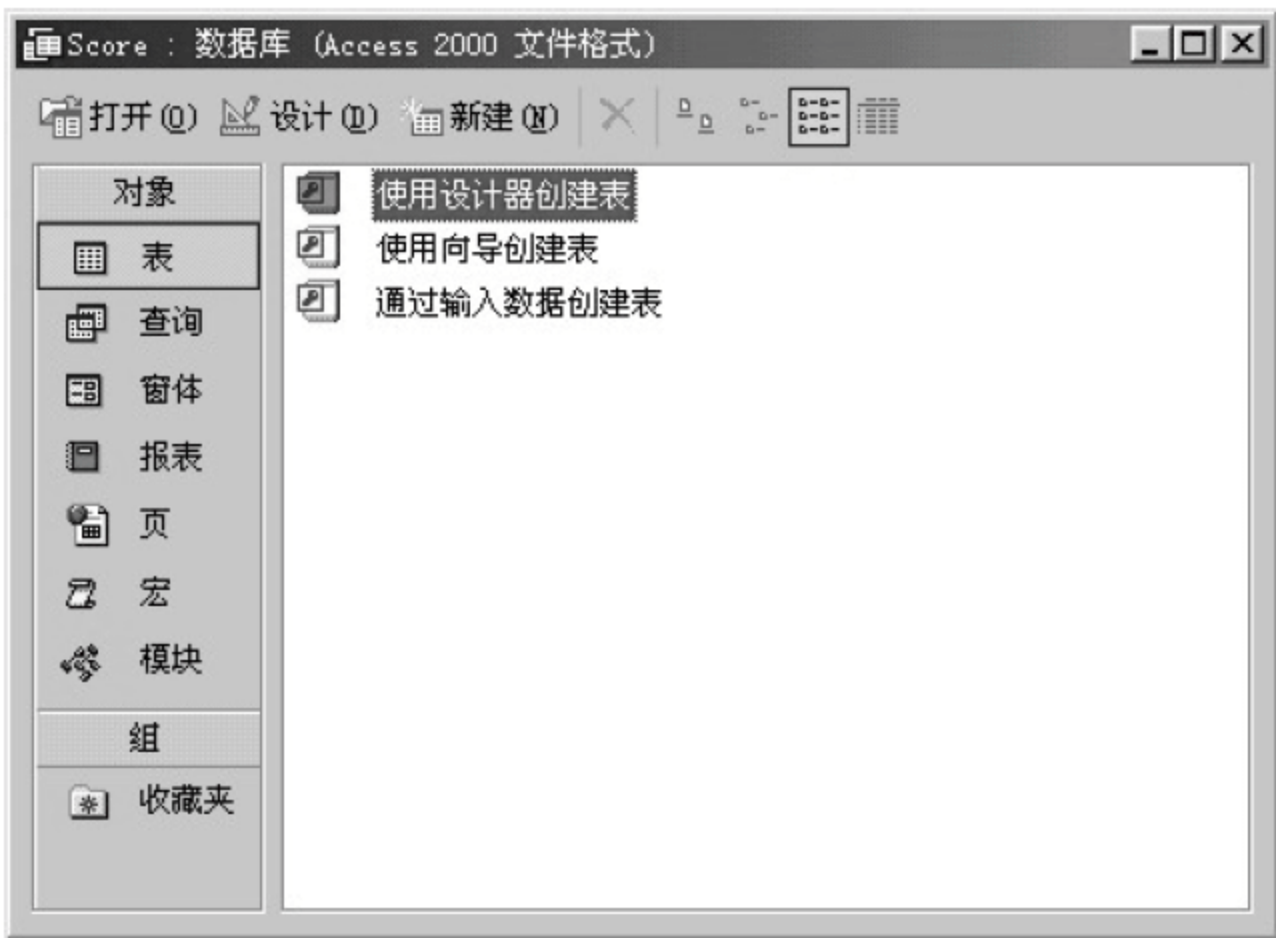 Score : 数据库 (Access 2000 文件格式)
打开(O) 设计(D) 新建(N)
对象
表
查询
窗体
报表
页
宏
模块
组
收藏夹
使用设计器创建表
使用向导创建表
通过输入数据创建表